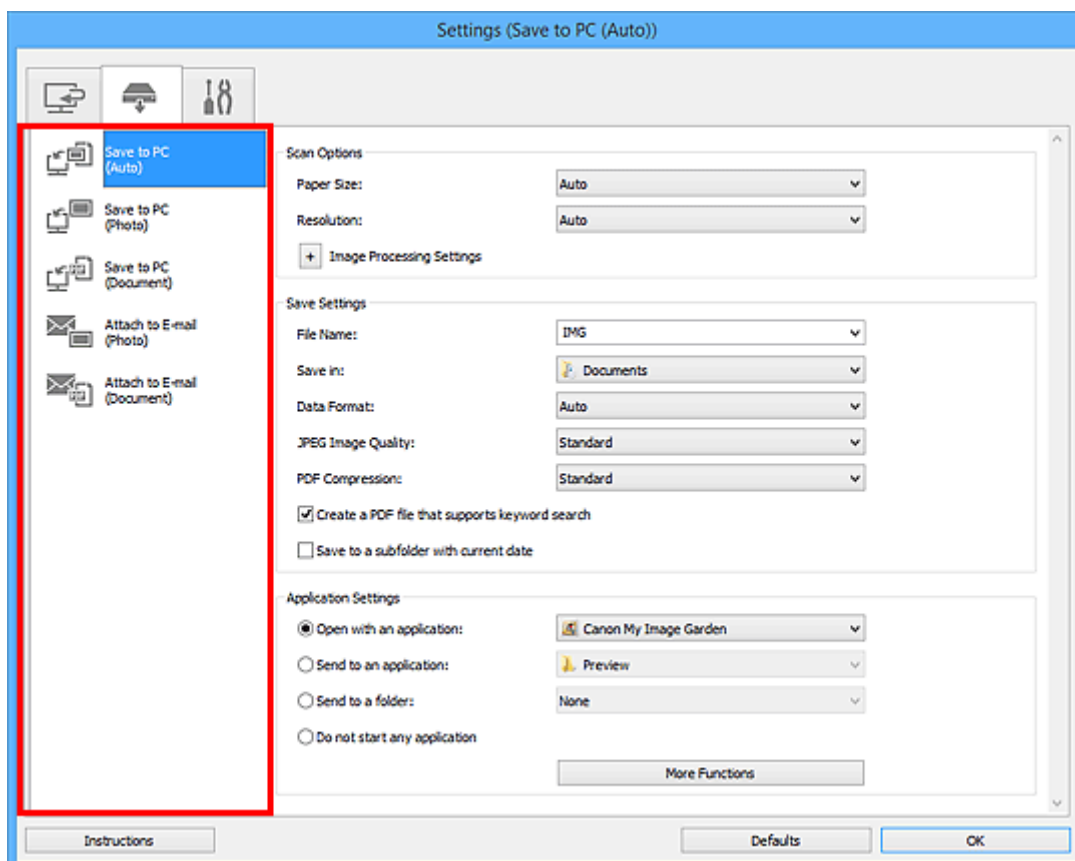 Settings (Save to PC (Auto))
Save to PC
(Auto)
Save to PC
(Photo)
Save to PC
(Document)
Attach to E-mail
(Photo)
Attach to E-mail
(Document)
Scan Options
Paper Size: Auto
Resolution: Auto
+ Image Processing Settings
Save Settings
File Name: IMG
Save in: Documents
Data Format: Auto
JPEG Image Quality: Standard
PDF Compression: Standard
Create a PDF file that supports keyword search
Save to a subfolder with current date
Application Settings
Open with an application: Canon My Image Garden
Send to an application: Preview
Send to a folder: None
Do not start any application
More Functions
Instructions Defaults OK